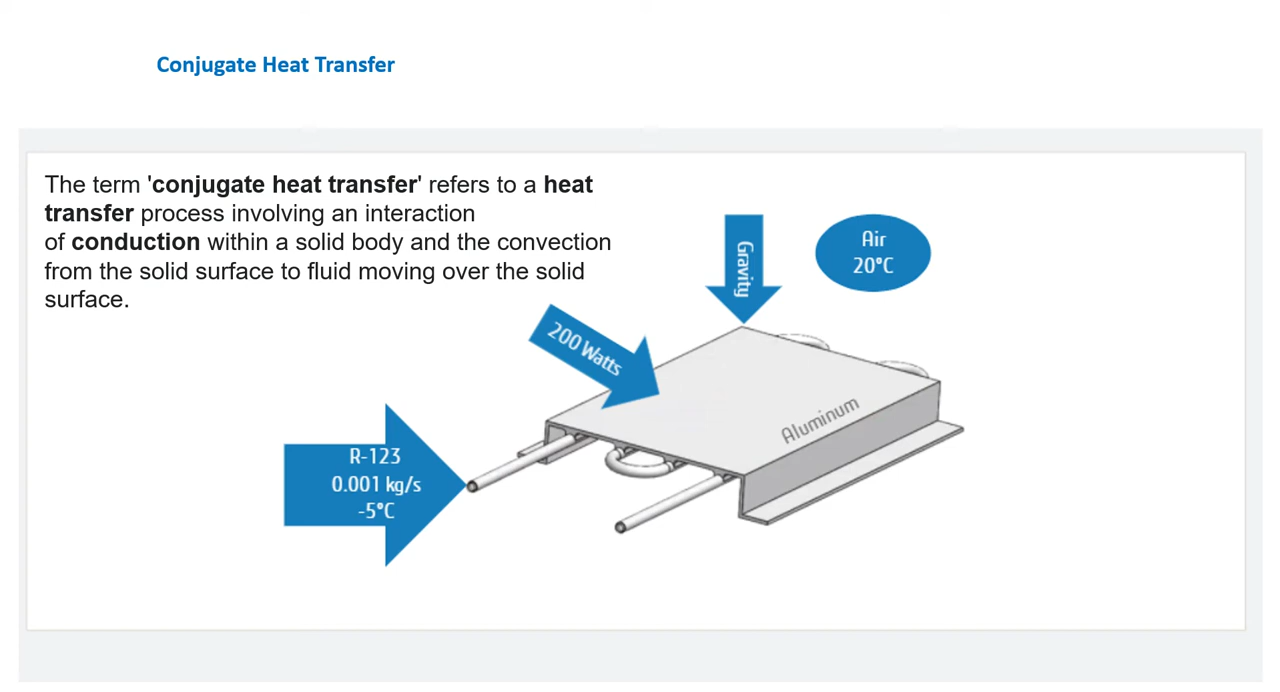 Conjugate Heat Transfer
The term 'conjugate heat transfer' refers to a heat
transfer process involving an interaction
of conduction within a solid body and the convection
from the solid surface to fluid moving over the solid
surface.
Gravity
Air
20°C
200 Watts
Aluminum
R-123
0.001 kg/s
-5°C